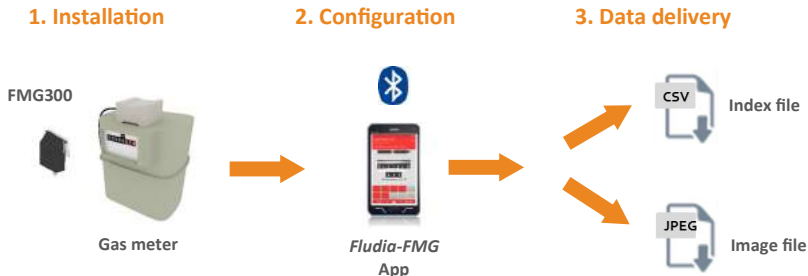 1. Installation
2. Configuration
3. Data delivery
FMG300
CSV
Index file
Gas meter
Fludia-FMG
App
JPEG
Image file